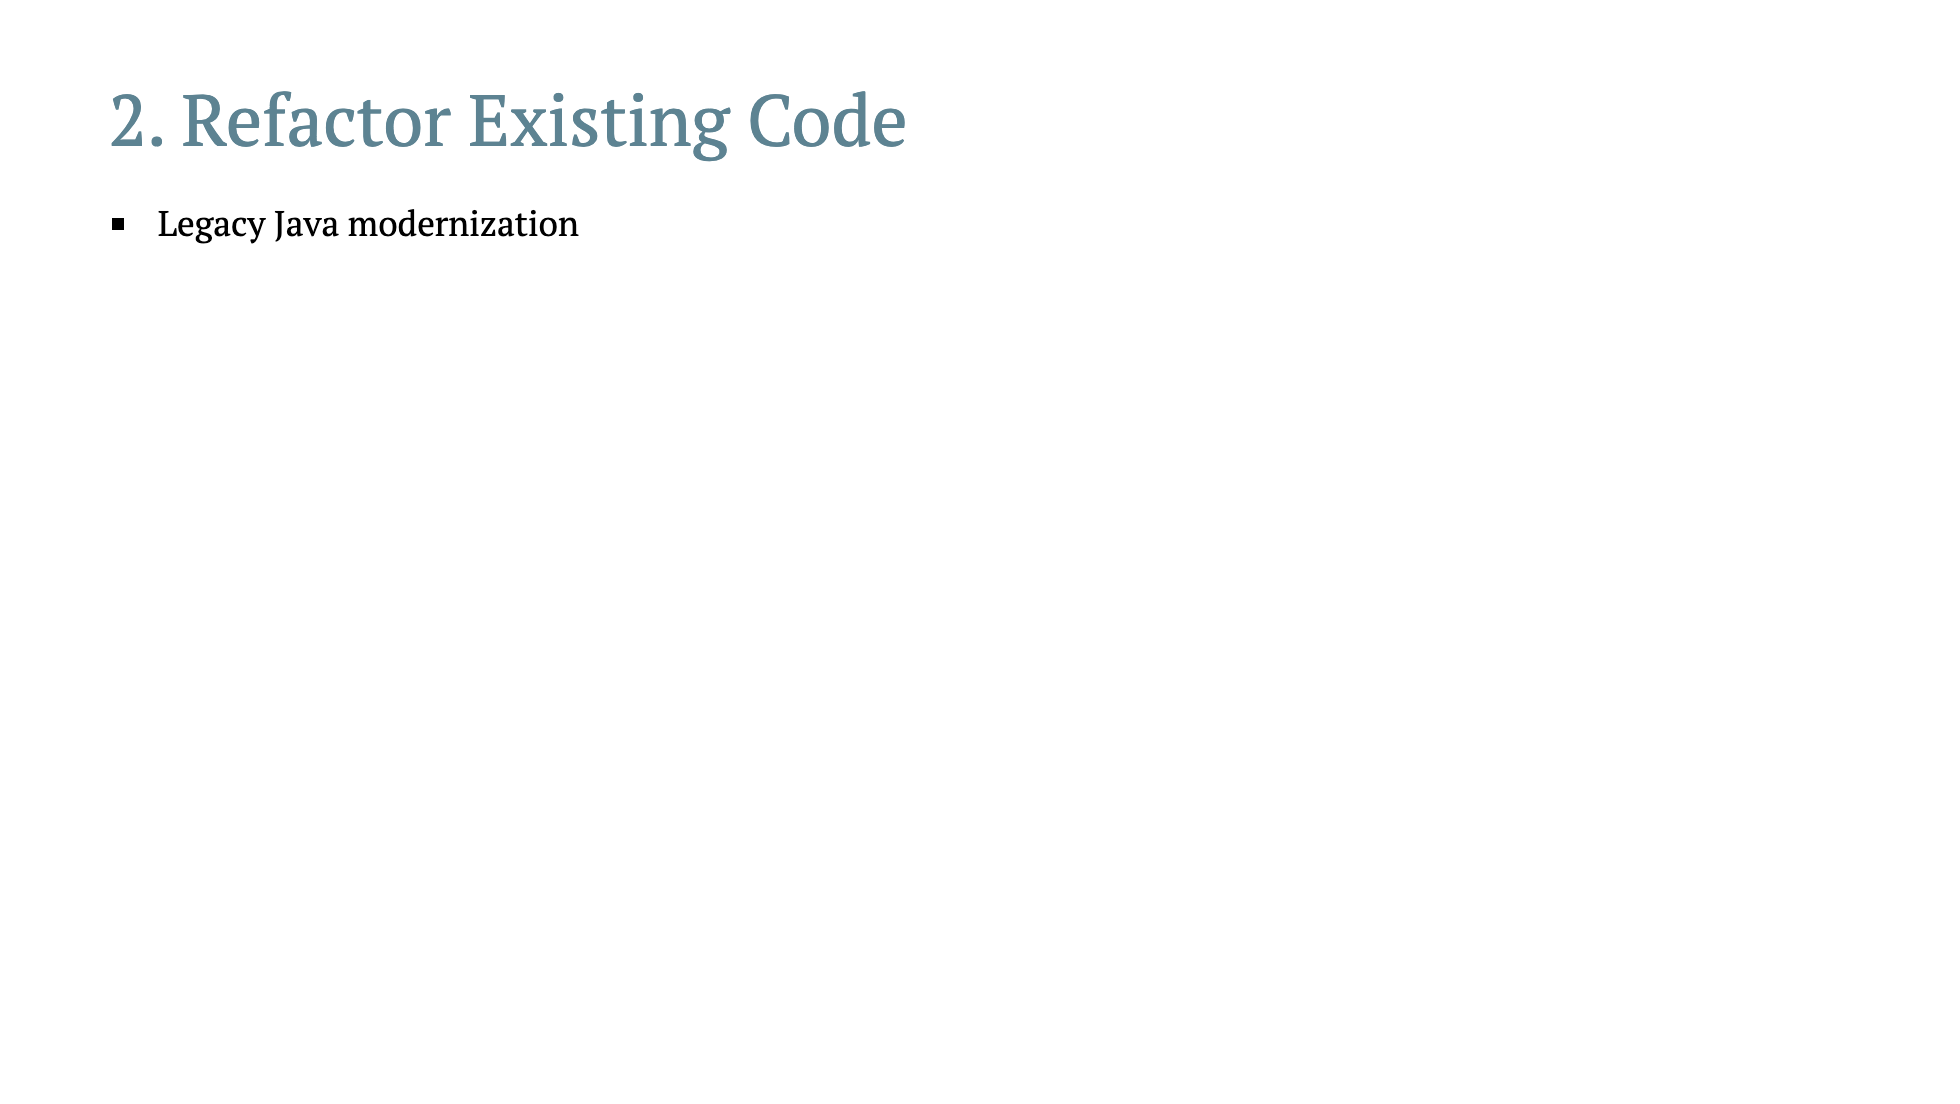 2. Refactor Existing Code
▪ Legacy Java modernization